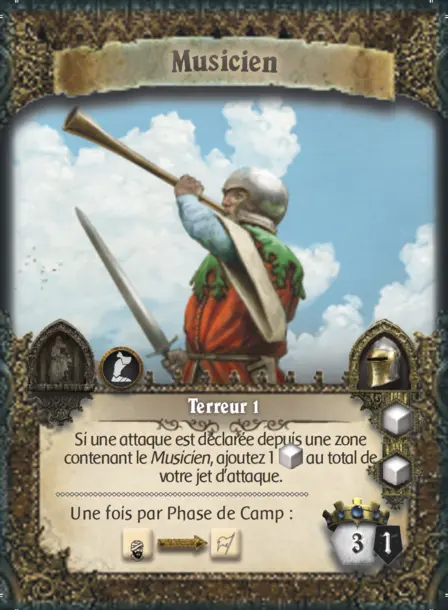 Musicien
Terreur 1
Si une attaque est déclarée depuis une zone
contenant le Musicien, ajoutez 1 au total de
votre jet d'attaque.
Une fois par Phase de Camp :
3 1